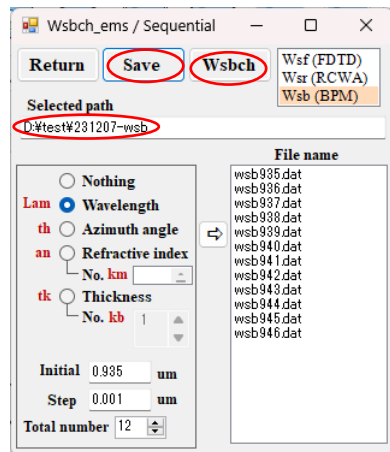 Wsbch_ems / Sequential
Return Save Wsbch
Wsf (FDTD)
Wsr (RCWA)
Wsb (BPM)
Selected path
D:¥test¥231207-wsb
File name
Nothing
Lam Wavelength
th Azimuth angle
an Refractive index
No. km
tk Thickness
No. kb 1
Initial 0.935 um
Step 0.001 um
Total number 12
wsb935.dat
wsb936.dat
wsb937.dat
wsb938.dat
wsb939.dat
wsb940.dat
wsb941.dat
wsb942.dat
wsb943.dat
wsb944.dat
wsb945.dat
wsb946.dat